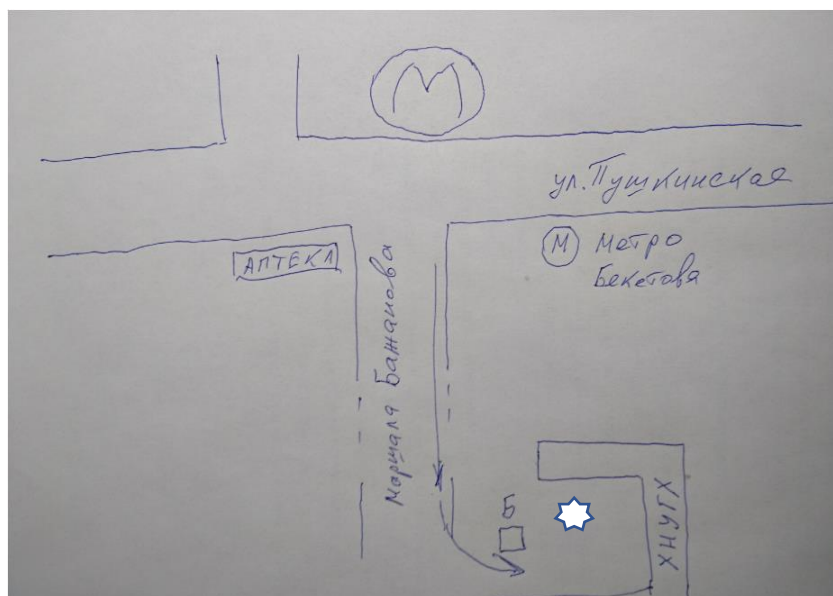 М
ул. Пушкинская
М Метро
Бекетова
АПТЕКА
Маршала Бажанова
Б
ХНУГХ